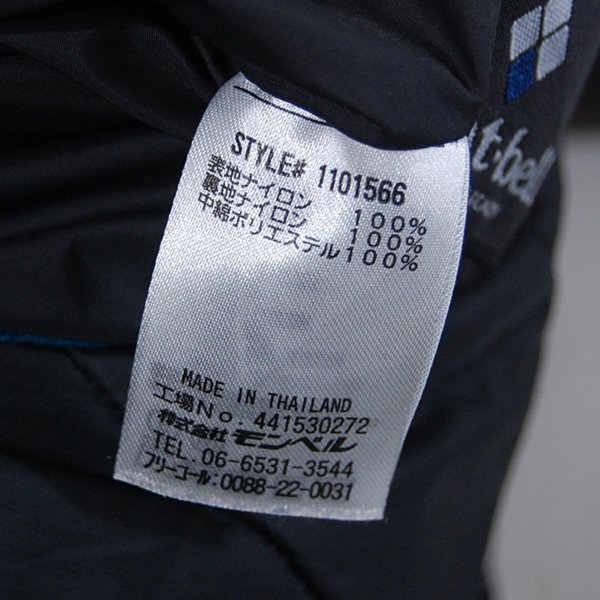 STYLE# 1101566
表地ナイロン 100%
裏地ナイロン 100%
中綿ポリエステル100%
MADE IN THAILAND
工場No. 441530272
株式会社 モンベル
TEL. 06-6531-3544
フリーコール: 0088-22-0031
t·bell